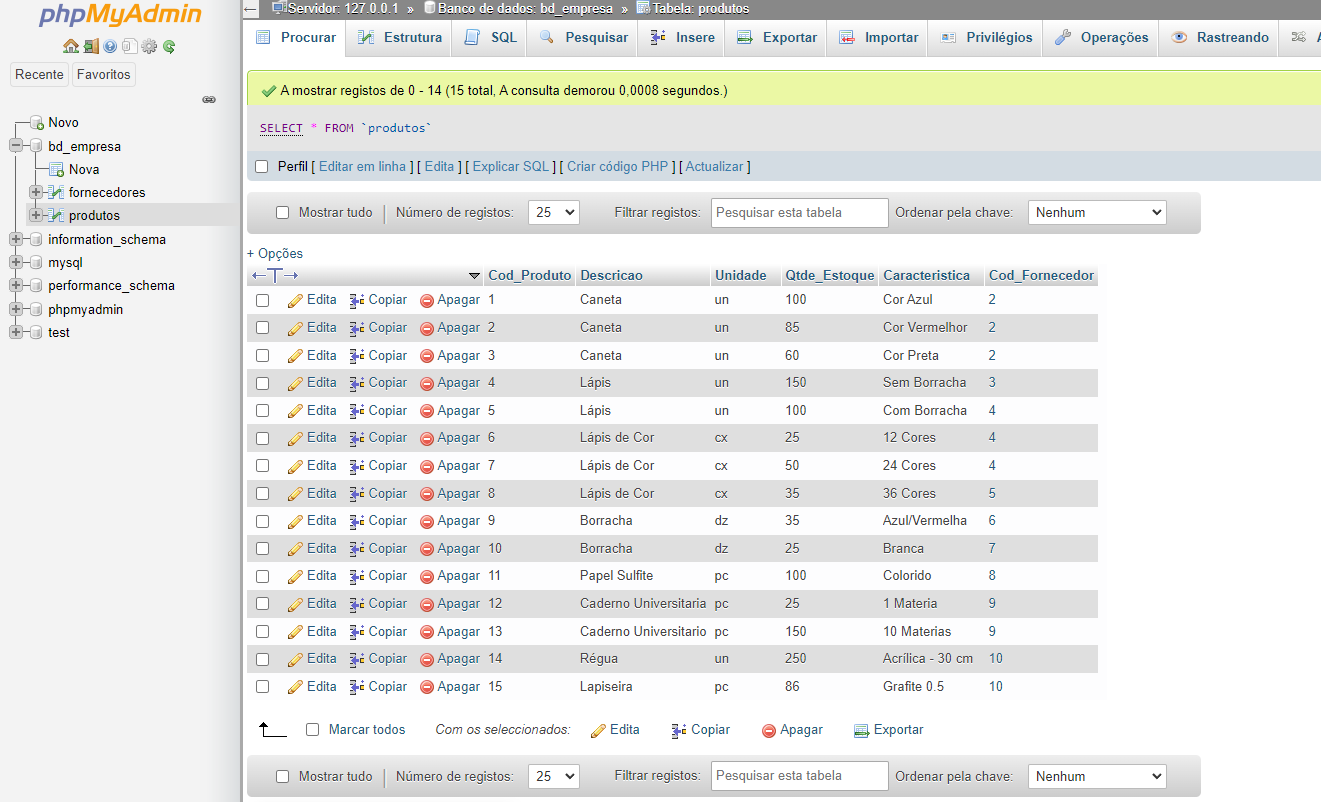 phpMyAdmin
Recente Favoritos
Novo
bd_empresa
Nova
fornecedores
produtos
information_schema
mysql
performance_schema
phpmyadmin
test
Servidor: 127.0.0.1 » Banco de dados: bd_empresa » Tabela: produtos
Procurar Estrutura SQL Pesquisar Insere Exportar Importar Privilégios Operações Rastreando
A mostrar registos de 0 - 14 (15 total, A consulta demorou 0,0008 segundos.)
SELECT * FROM `produtos`
Perfil [ Editar em linha ] [ Edita ] [ Explicar SQL ] [ Criar código PHP ] [ Actualizar ]
Mostrar tudo | Número de registos: 25 Filtrar registos: Pesquisar esta tabela Ordenar pela chave: Nenhum
+ Opções
←T→ Cod_Produto Descricao Unidade Qtde_Estoque Caracteristica Cod_Fornecedor
Edita Copiar Apagar 1 Caneta un 100 Cor Azul 2
Edita Copiar Apagar 2 Caneta un 85 Cor Vermelhor 2
Edita Copiar Apagar 3 Caneta un 60 Cor Preta 2
Edita Copiar Apagar 4 Lápis un 150 Sem Borracha 3
Edita Copiar Apagar 5 Lápis un 100 Com Borracha 4
Edita Copiar Apagar 6 Lápis de Cor cx 25 12 Cores 4
Edita Copiar Apagar 7 Lápis de Cor cx 50 24 Cores 4
Edita Copiar Apagar 8 Lápis de Cor cx 35 36 Cores 5
Edita Copiar Apagar 9 Borracha dz 35 Azul/Vermelha 6
Edita Copiar Apagar 10 Borracha dz 25 Branca 7
Edita Copiar Apagar 11 Papel Sulfite pc 100 Colorido 8
Edita Copiar Apagar 12 Caderno Universitaria pc 25 1 Materia 9
Edita Copiar Apagar 13 Caderno Universitario pc 150 10 Materias 9
Edita Copiar Apagar 14 Régua un 250 Acrílica - 30 cm 10
Edita Copiar Apagar 15 Lapiseira pc 86 Grafite 0.5 10
Marcar todos Com os seleccionados: Edita Copiar Apagar Exportar
Mostrar tudo | Número de registos: 25 Filtrar registos: Pesquisar esta tabela Ordenar pela chave: Nenhum